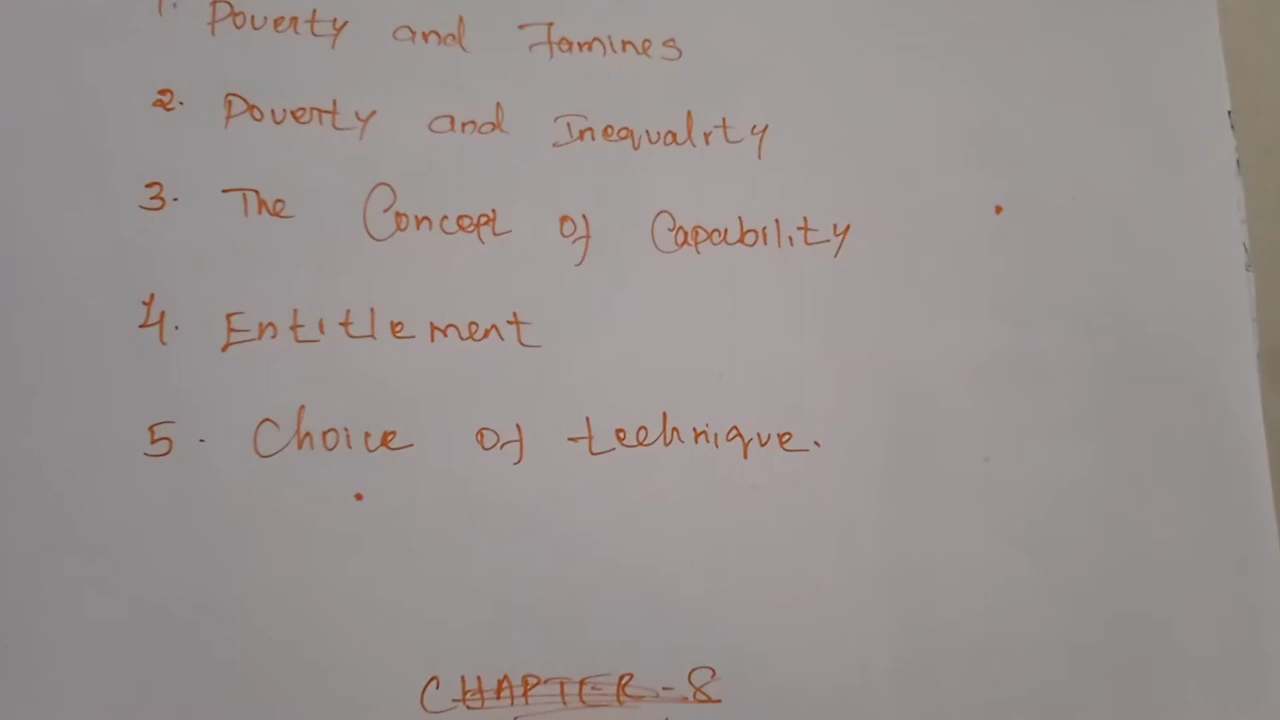 1. Poverty and Famines
2. Poverty and Inequality
3. The Concept of Capability
4. Entitlement
5. Choice of technique.
CHAPTER-8